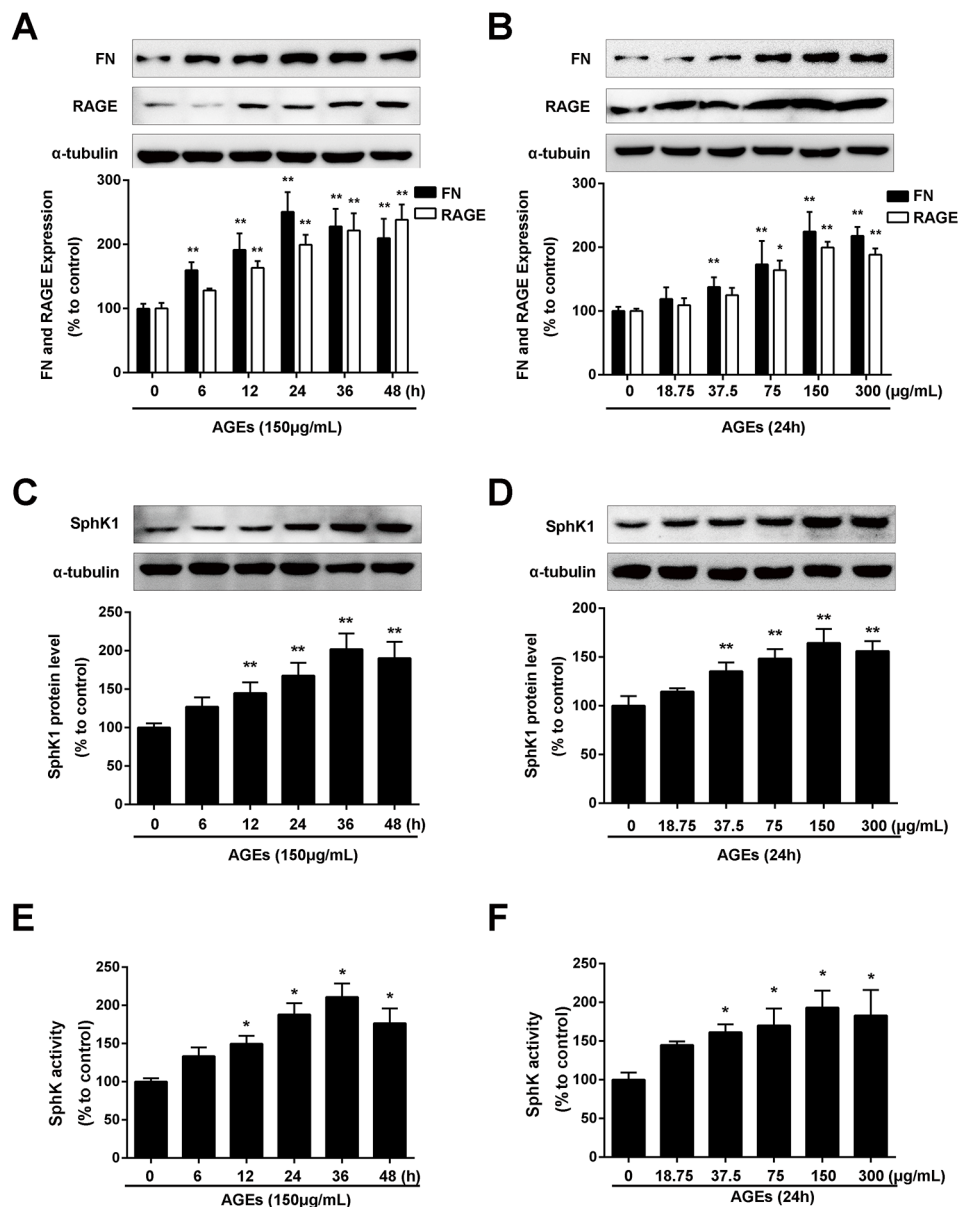 A
FN
RAGE
α-tubulin
FN and RAGE Expression
(% to control)
300
200
100
0
** ** ** ** ** ** ** ** **
FN
RAGE
0 6 12 24 36 48 (h)
AGEs (150µg/mL)
B
FN
RAGE
α-tubuin
FN and RAGE Expression
(% to control)
300
200
100
0
** ** * ** ** ** **
FN
RAGE
0 18.75 37.5 75 150 300 (µg/mL)
AGEs (24h)
C
SphK1
α-tubulin
SphK1 protein level
(% to control)
250
200
150
100
50
0
** ** ** **
0 6 12 24 36 48 (h)
AGEs (150µg/mL)
D
SphK1
α-tubulin
SphK1 protein level
(% to control)
200
150
100
50
0
** ** ** **
0 18.75 37.5 75 150 300 (µg/mL)
AGEs (24h)
E
SphK activity
(% to control)
250
200
150
100
50
0
* * * *
0 6 12 24 36 48 (h)
AGEs (150µg/mL)
F
SphK activity
(% to control)
250
200
150
100
50
0
* * * *
0 18.75 37.5 75 150 300 (µg/mL)
AGEs (24h)